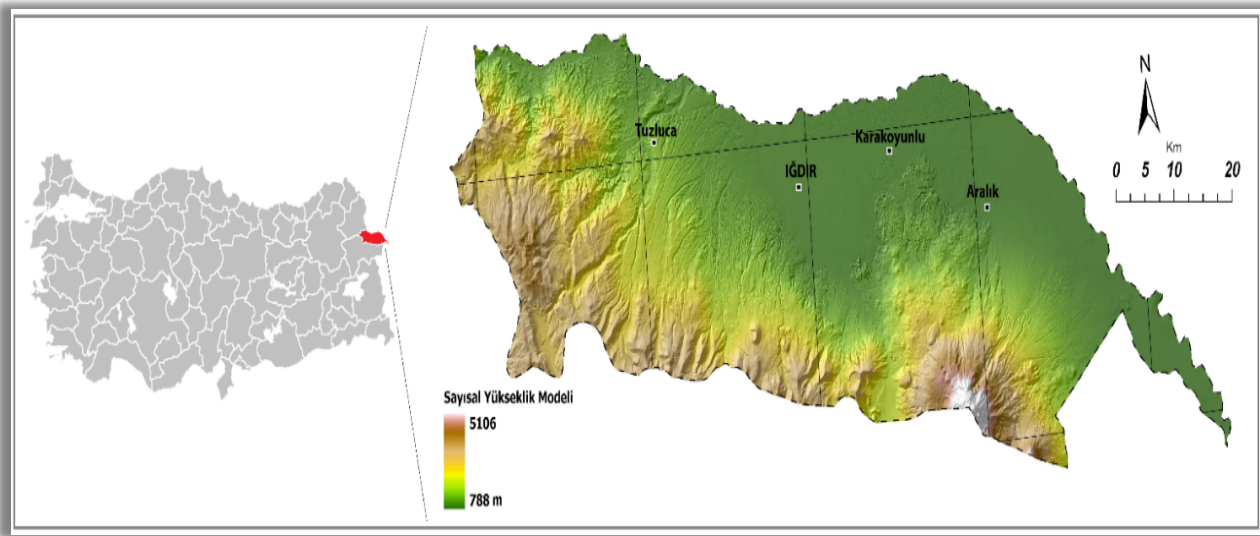 N
Km
0 5 10 20
Tuzluca
Karakoyunlu
IĞDIR
Aralık
Sayısal Yükseklik Modeli
5106
788 m